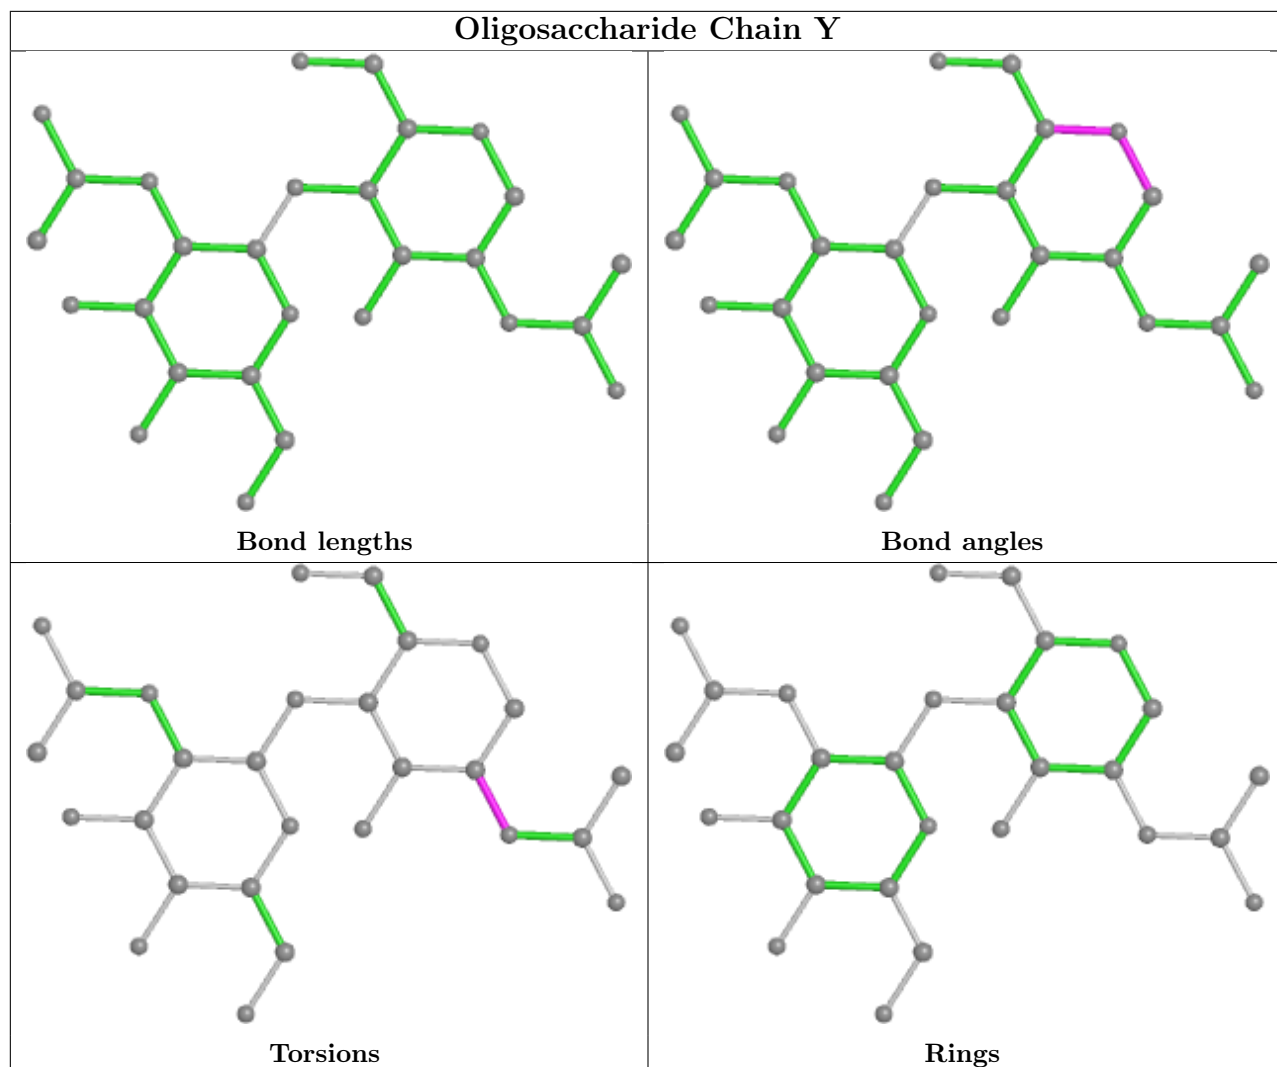 Oligosaccharide Chain Y
Bond lengths
Bond angles
Torsions
Rings